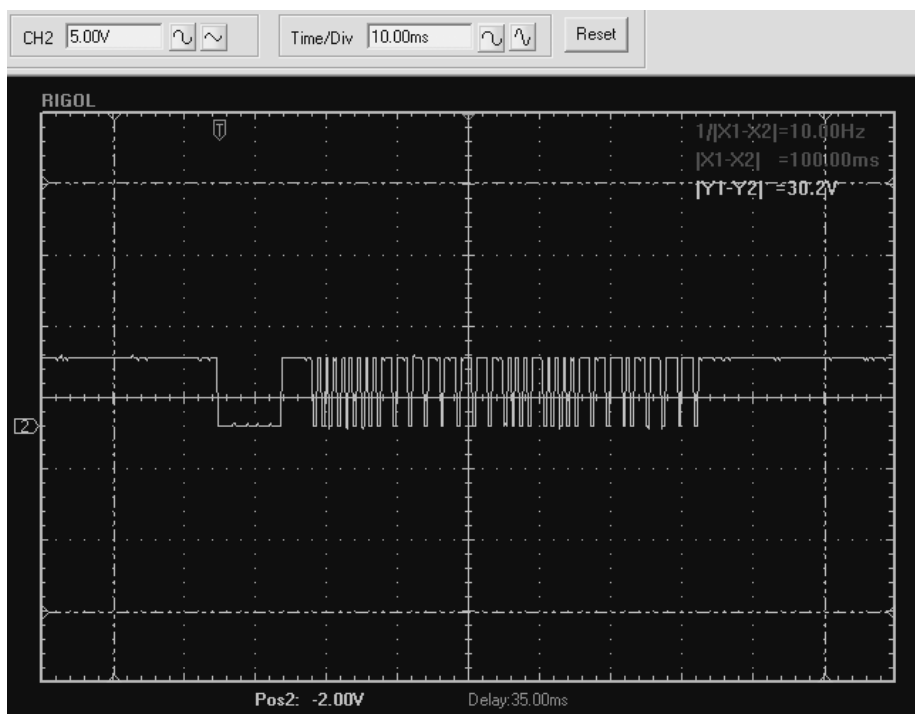 CH2 5.00V Time/Div 10.00ms Reset
RIGOL
T
1/|X1-X2|=10.00Hz
|X1-X2| =100.00ms
|Y1-Y2| =30.2V
2
Pos2: -2.00V Delay:35.00ms